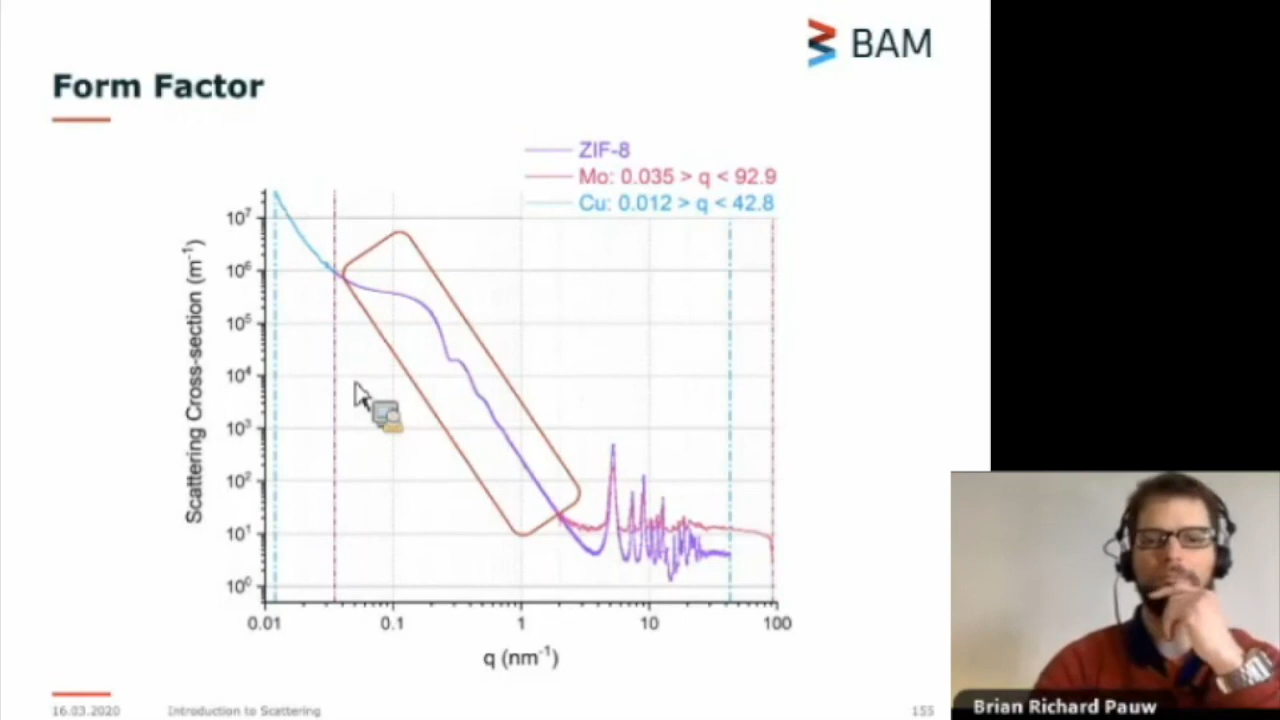 BAM
Form Factor
ZIF-8
Mo: 0.035 > q < 92.9
Cu: 0.012 > q < 42.8
Scattering Cross-section (m⁻¹)
10⁷
10⁶
10⁵
10⁴
10³
10²
10¹
10⁰
0.01 0.1 1 10 100
q (nm⁻¹)
16.03.2020 Introduction to Scattering 155
Brian Richard Pauw